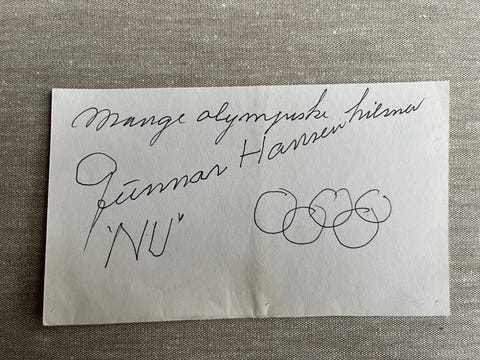 Mange olympiske hilsner
Gunnar Hansen
"NU"